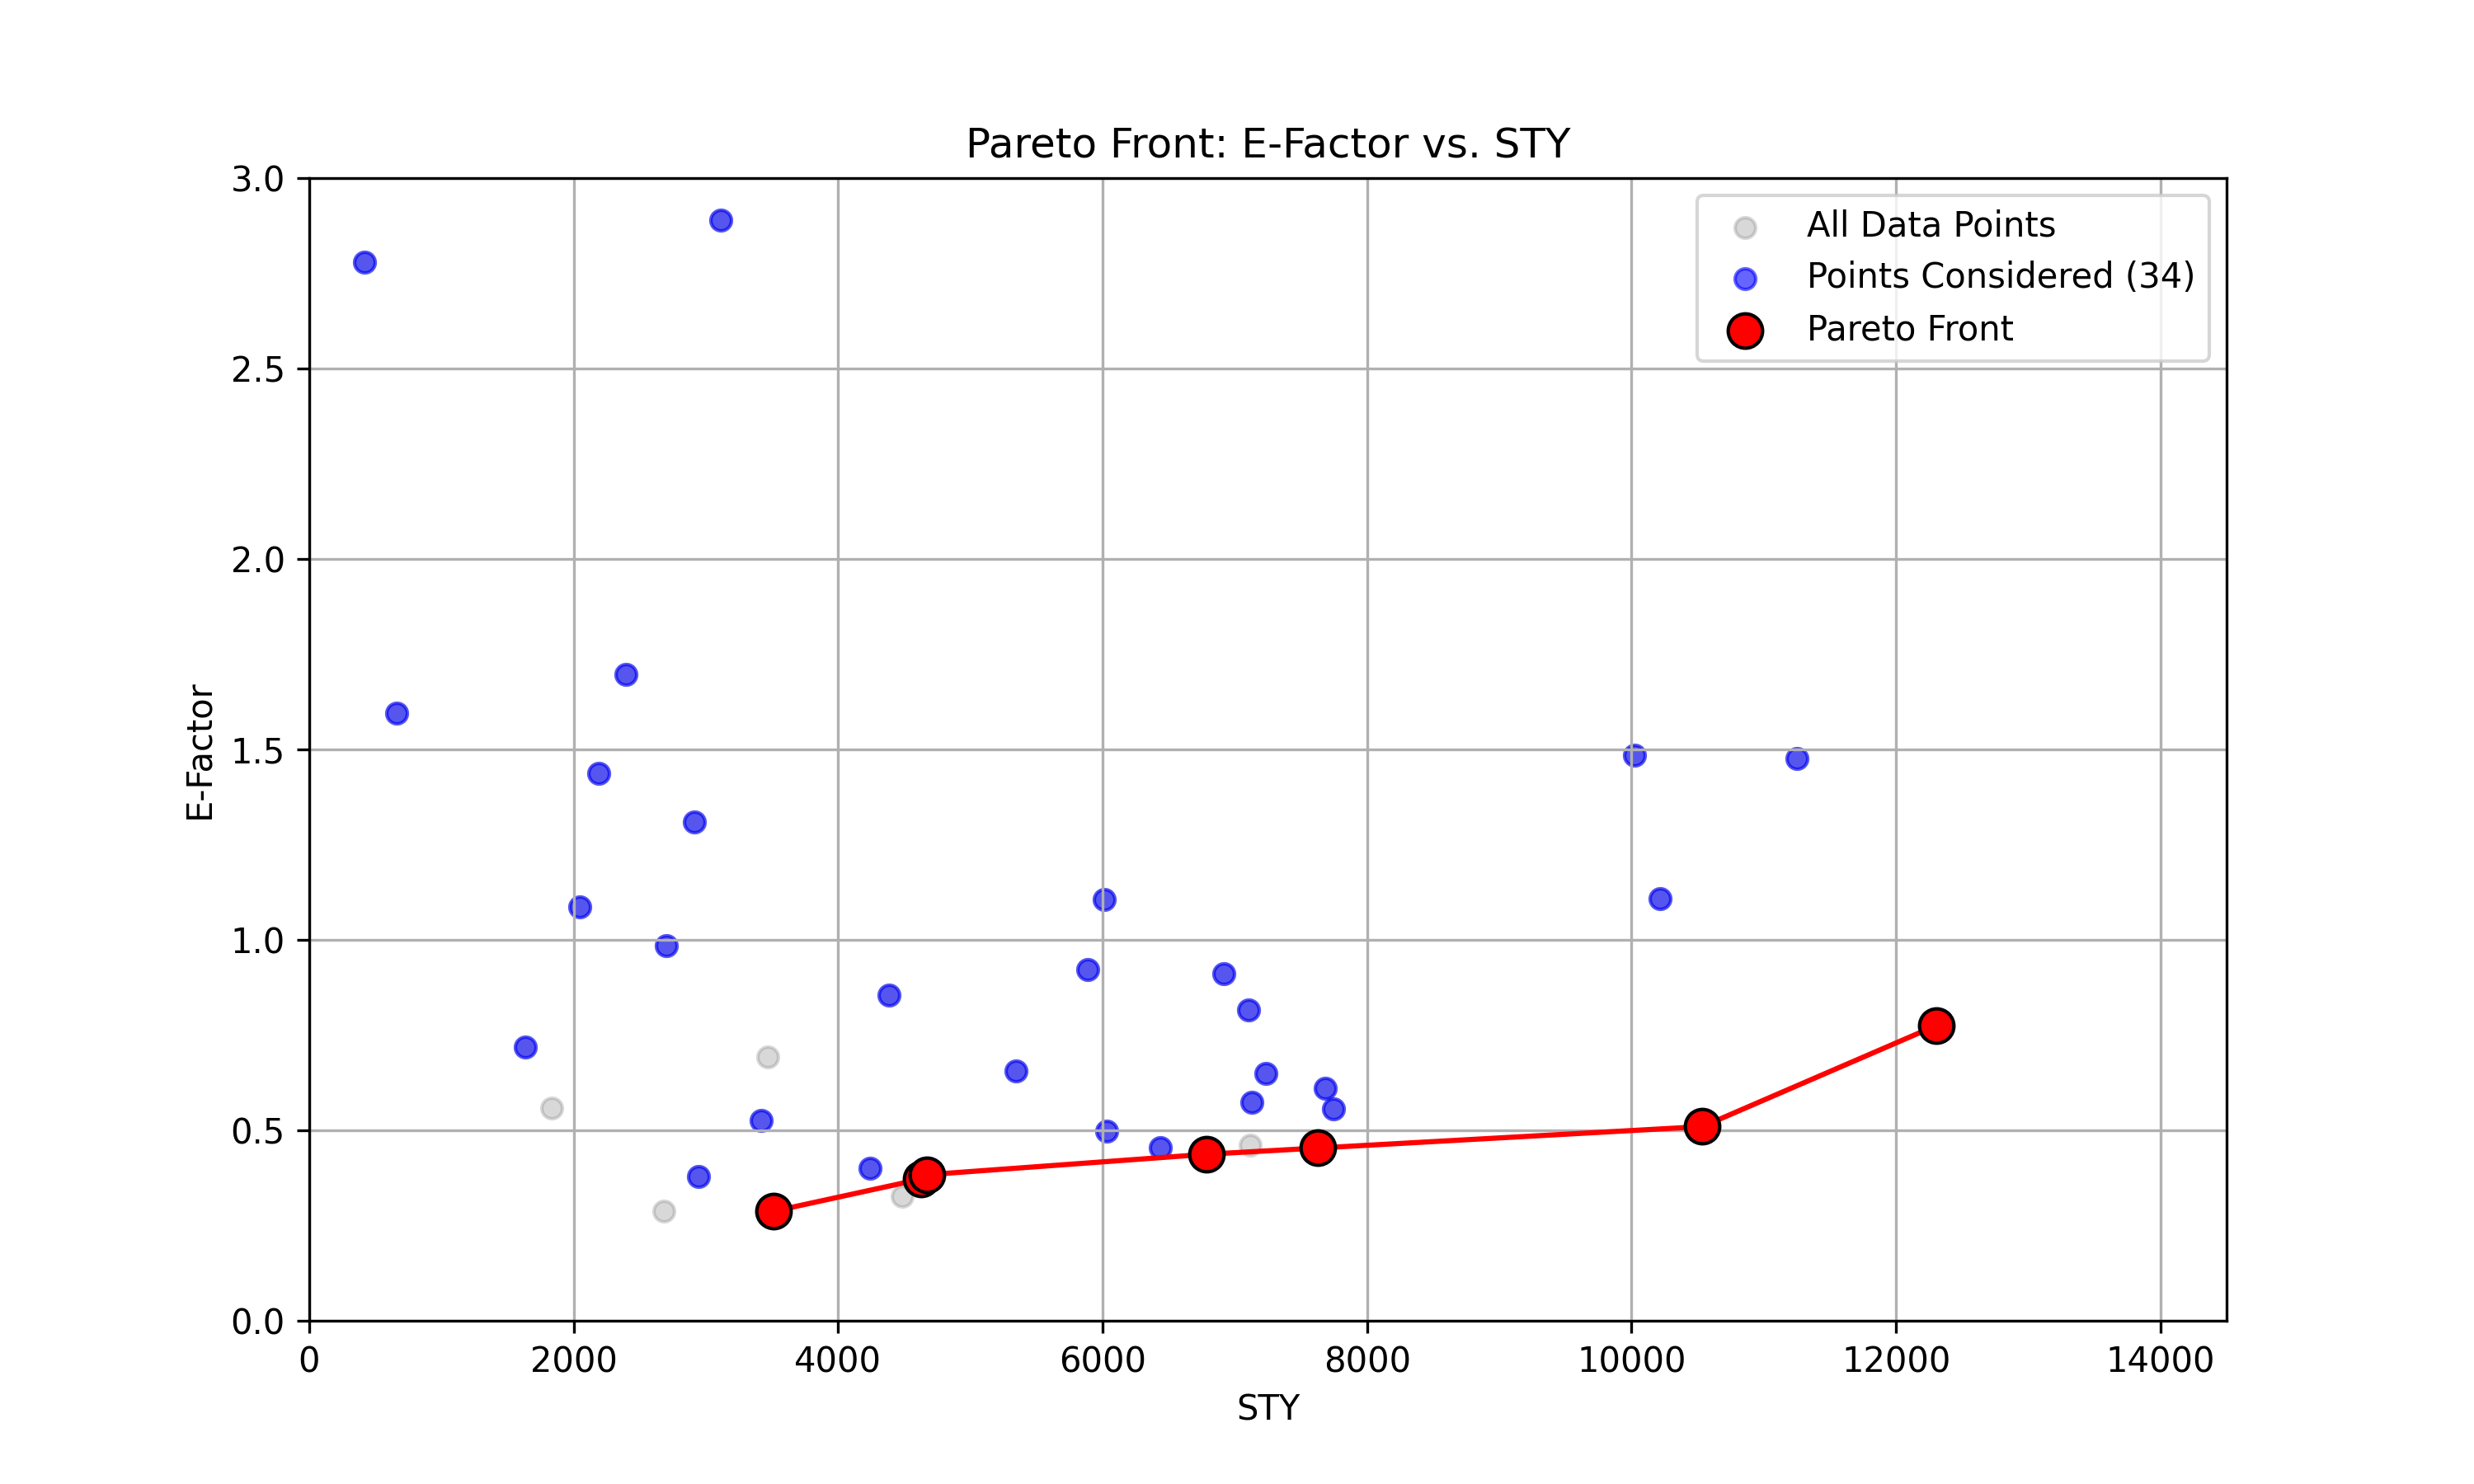 Pareto Front: E-Factor vs. STY
All Data Points
Points Considered (34)
Pareto Front
E-Factor
3.0
2.5
2.0
1.5
1.0
0.5
0.0
0 2000 4000 6000 8000 10000 12000 14000
STY